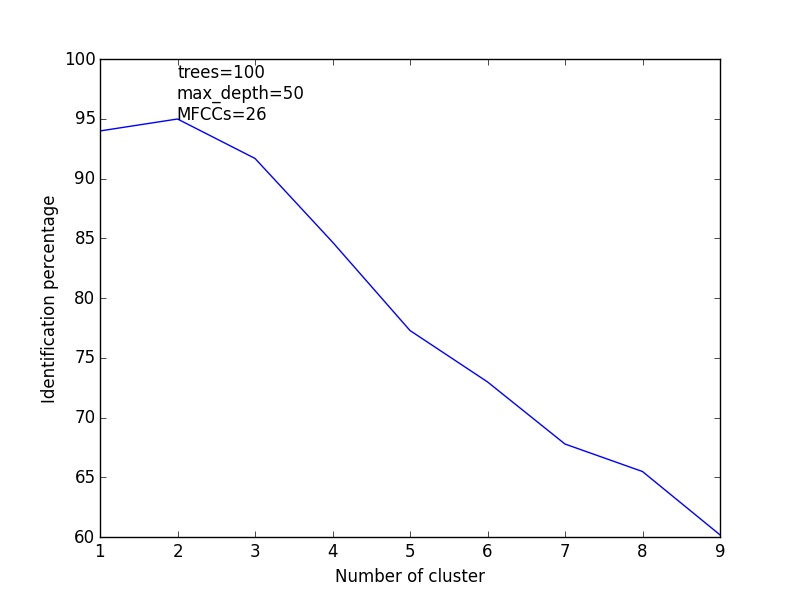 100
trees=100
max_depth=50
MFCCs=26
95
90
85
80
75
70
65
60
Identification percentage
1 2 3 4 5 6 7 8 9
Number of cluster